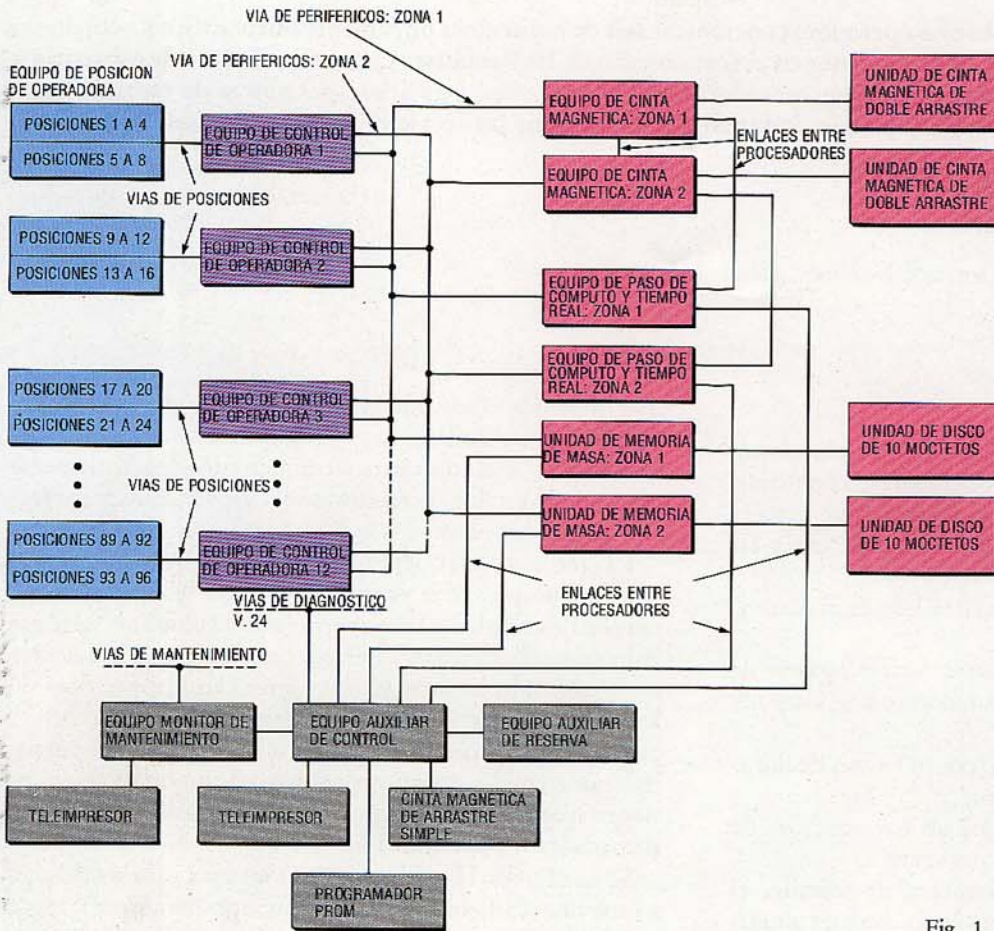 VIA DE PERIFERICOS: ZONA 1
VIA DE PERIFERICOS: ZONA 2
EQUIPO DE POSICIÓN
DE OPERADORA
POSICIONES 1 A 4
POSICIONES 5 A 8
EQUIPO DE CONTROL
DE OPERADORA 1
VIAS DE POSICIONES
POSICIONES 9 A 12
POSICIONES 13 A 16
EQUIPO DE CONTROL
DE OPERADORA 2
POSICIONES 17 A 20
POSICIONES 21 A 24
EQUIPO DE CONTROL
DE OPERADORA 3
VIAS DE POSICIONES
POSICIONES 89 A 92
POSICIONES 93 A 96
EQUIPO DE CONTROL
DE OPERADORA 12
EQUIPO DE CINTA
MAGNETICA: ZONA 1
UNIDAD DE CINTA
MAGNETICA DE
DOBLE ARRASTRE
ENLACES ENTRE
PROCESADORES
EQUIPO DE CINTA
MAGNETICA: ZONA 2
UNIDAD DE CINTA
MAGNETICA DE
DOBLE ARRASTRE
EQUIPO DE PASO DE
COMPUTO Y TIEMPO
REAL: ZONA 1
EQUIPO DE PASO DE
COMPUTO Y TIEMPO
REAL: ZONA 2
UNIDAD DE MEMORIA
DE MASA: ZONA 1
UNIDAD DE DISCO
DE 10 MOCTETOS
UNIDAD DE MEMORIA
DE MASA: ZONA 2
UNIDAD DE DISCO
DE 10 MOCTETOS
ENLACES ENTRE
PROCESADORES
VIAS DE DIAGNOSTICO
V.24
VIAS DE MANTENIMIENTO
EQUIPO MONITOR DE
MANTENIMIENTO
EQUIPO AUXILIAR
DE CONTROL
EQUIPO AUXILIAR
DE RESERVA
TELEIMPRESOR
TELEIMPRESOR
CINTA MAGNETICA
DE ARRASTRE
SIMPLE
PROGRAMADOR
PROM
Fig. 1